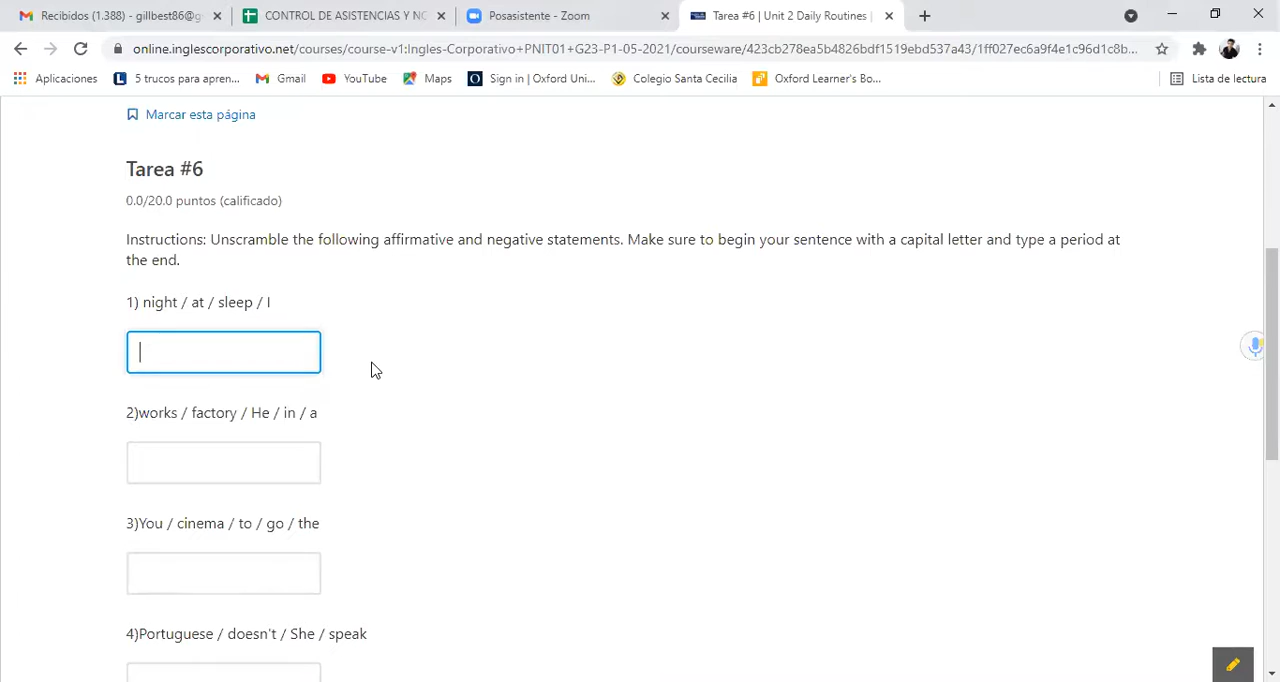 Recibidos (1.388) - gillbest86@g
CONTROL DE ASISTENCIAS Y NC
Posasistente - Zoom
Tarea #6 | Unit 2 Daily Routines |
online.inglescorporativo.net/courses/course-v1:Ingles-Corporativo+PNIT01+G23-P1-05-2021/courseware/423cb278ea5b4826bdf1519ebd537a43/1ff027ec6a9f4e1c96d1c8b...
Aplicaciones
5 trucos para apren...
Gmail
YouTube
Maps
Sign in | Oxford Uni...
Colegio Santa Cecilia
Oxford Learner's Bo...
Lista de lectura
Marcar esta página
Tarea #6
0.0/20.0 puntos (calificado)
Instructions: Unscramble the following affirmative and negative statements. Make sure to begin your sentence with a capital letter and type a period at
the end.
1) night / at / sleep / I
2)works / factory / He / in / a
3)You / cinema / to / go / the
4)Portuguese / doesn't / She / speak